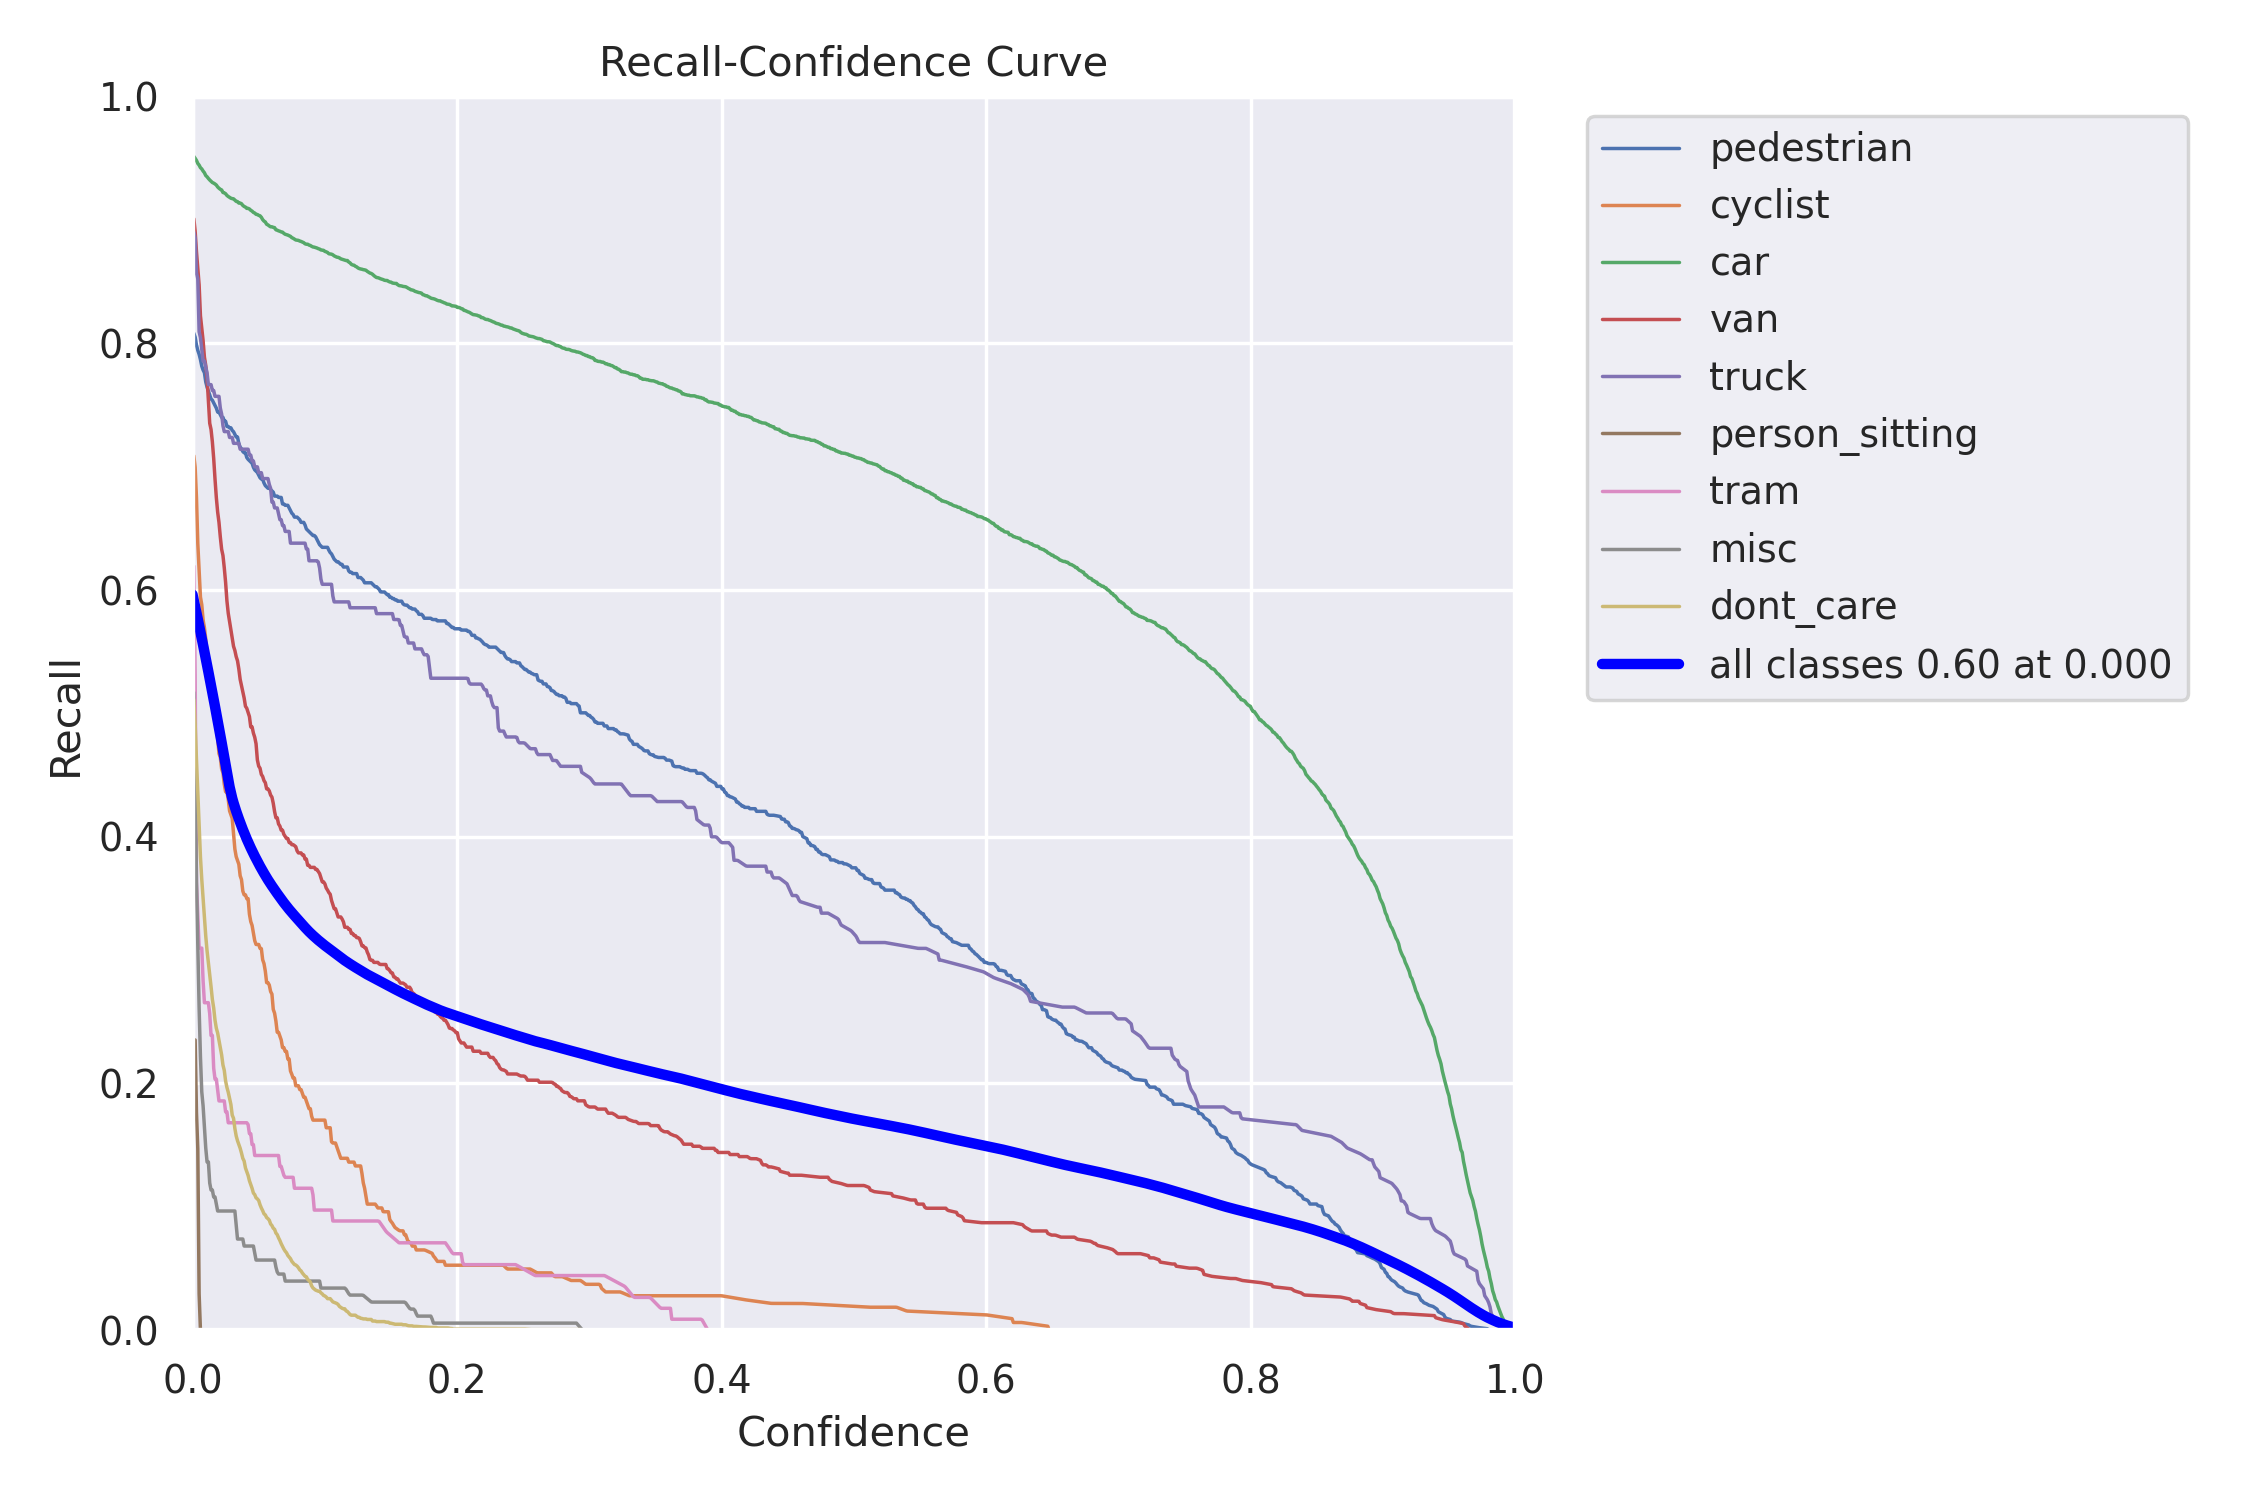 Recall-Confidence Curve
1.0
0.8
0.6
0.4
0.2
0.0
Recall
0.0 0.2 0.4 0.6 0.8 1.0
Confidence
pedestrian
cyclist
car
van
truck
person_sitting
tram
misc
dont_care
all classes 0.60 at 0.000